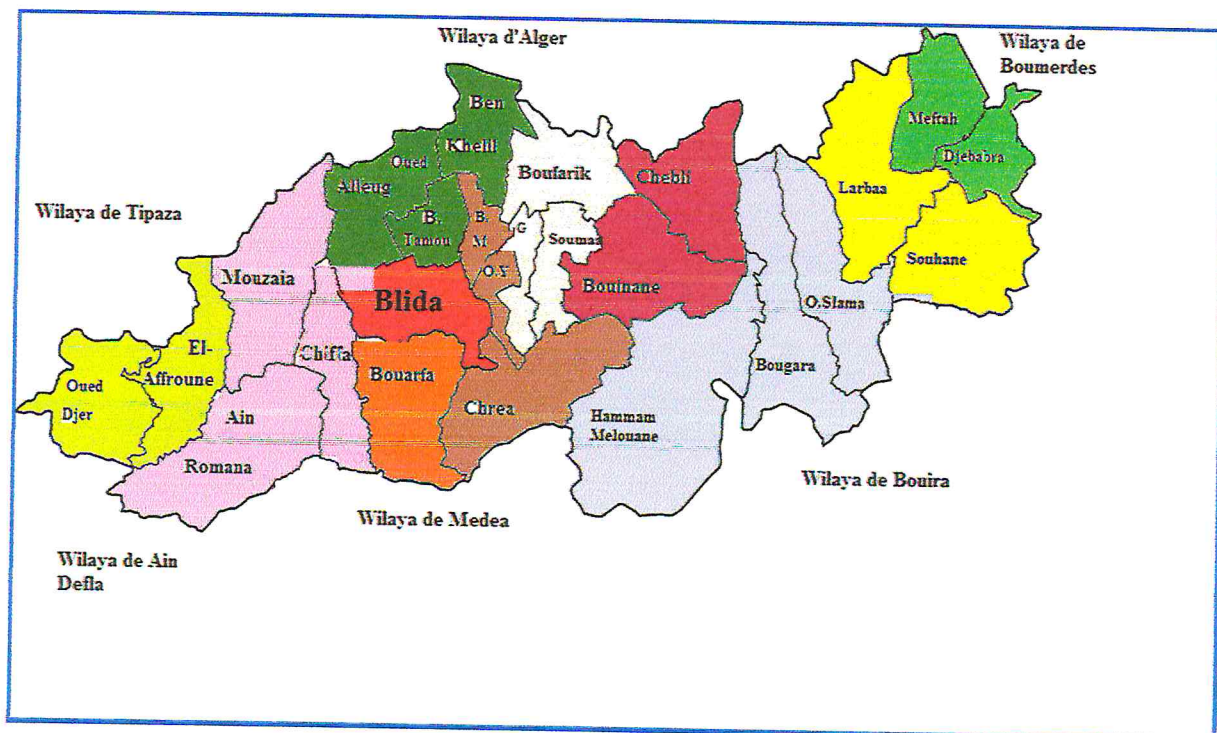 Wilaya d'Alger
Wilaya de
Boumerdes
Ben
Khelil
Meftah
Oued
Alleug
Boufarik
Chebli
Djebabra
Larbaa
Wilaya de Tipaza
B.
Tamou
B.
M
G
Soumaa
Souhane
Mouzaia
O.Y
Blida
Bouinane
O.Slama
El-
Affroune
Chiffa
Bouarfa
Bougara
Oued
Djer
Ain
Romana
Chrea
Hammam
Melouane
Wilaya de Bouira
Wilaya de Medea
Wilaya de Ain
Defla